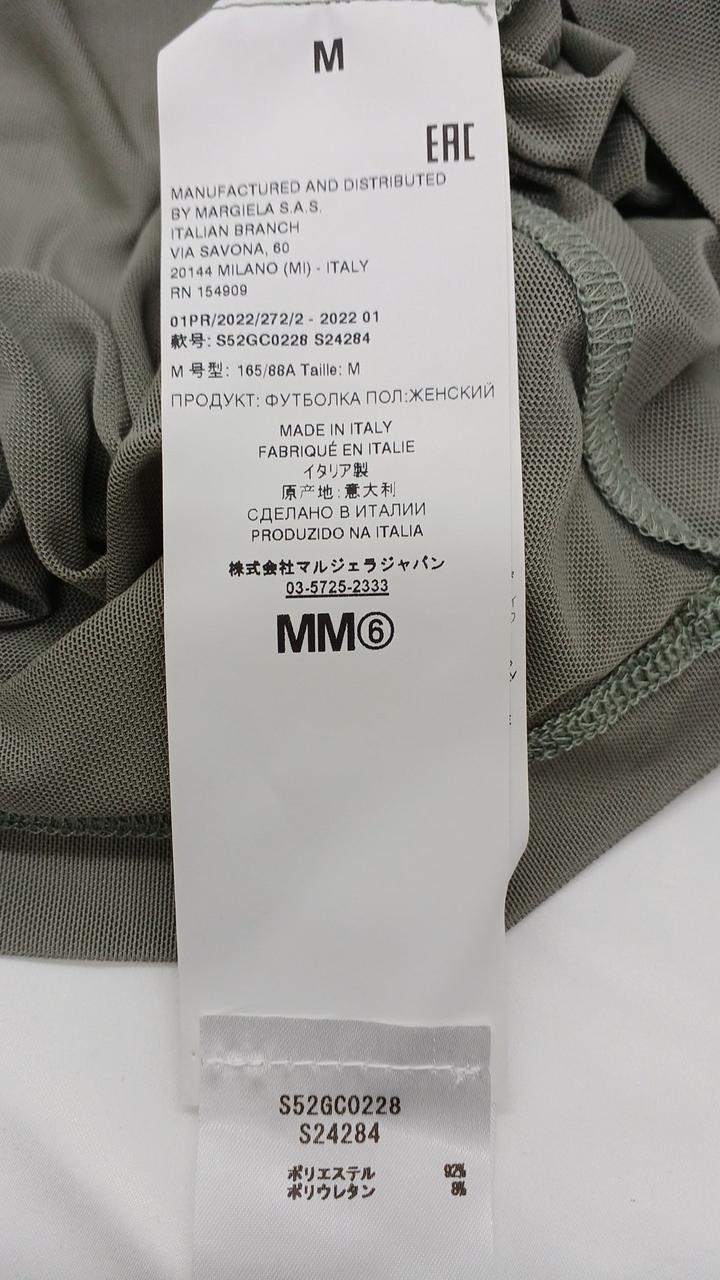 M
EAC
MANUFACTURED AND DISTRIBUTED
BY MARGIELA S.A.S.
ITALIAN BRANCH
VIA SAVONA, 60
20144 MILANO (MI) - ITALY
RN 154909
01PR/2022/272/2 - 2022 01
款号: S52GC0228 S24284
M 号型: 165/88A Taille: M
ПРОДУКТ: ФУТБОЛКА ПОЛ:ЖЕНСКИЙ
MADE IN ITALY
FABRIQUÉ EN ITALIE
イタリア製
原产地:意大利
СДЕЛАНО В ИТАЛИИ
PRODUZIDO NA ITALIA
株式会社マルジェラジャパン
03-5725-2333
MM⑥
S52GC0228
S24284
ポリエステル 92%
ポリウレタン 8%